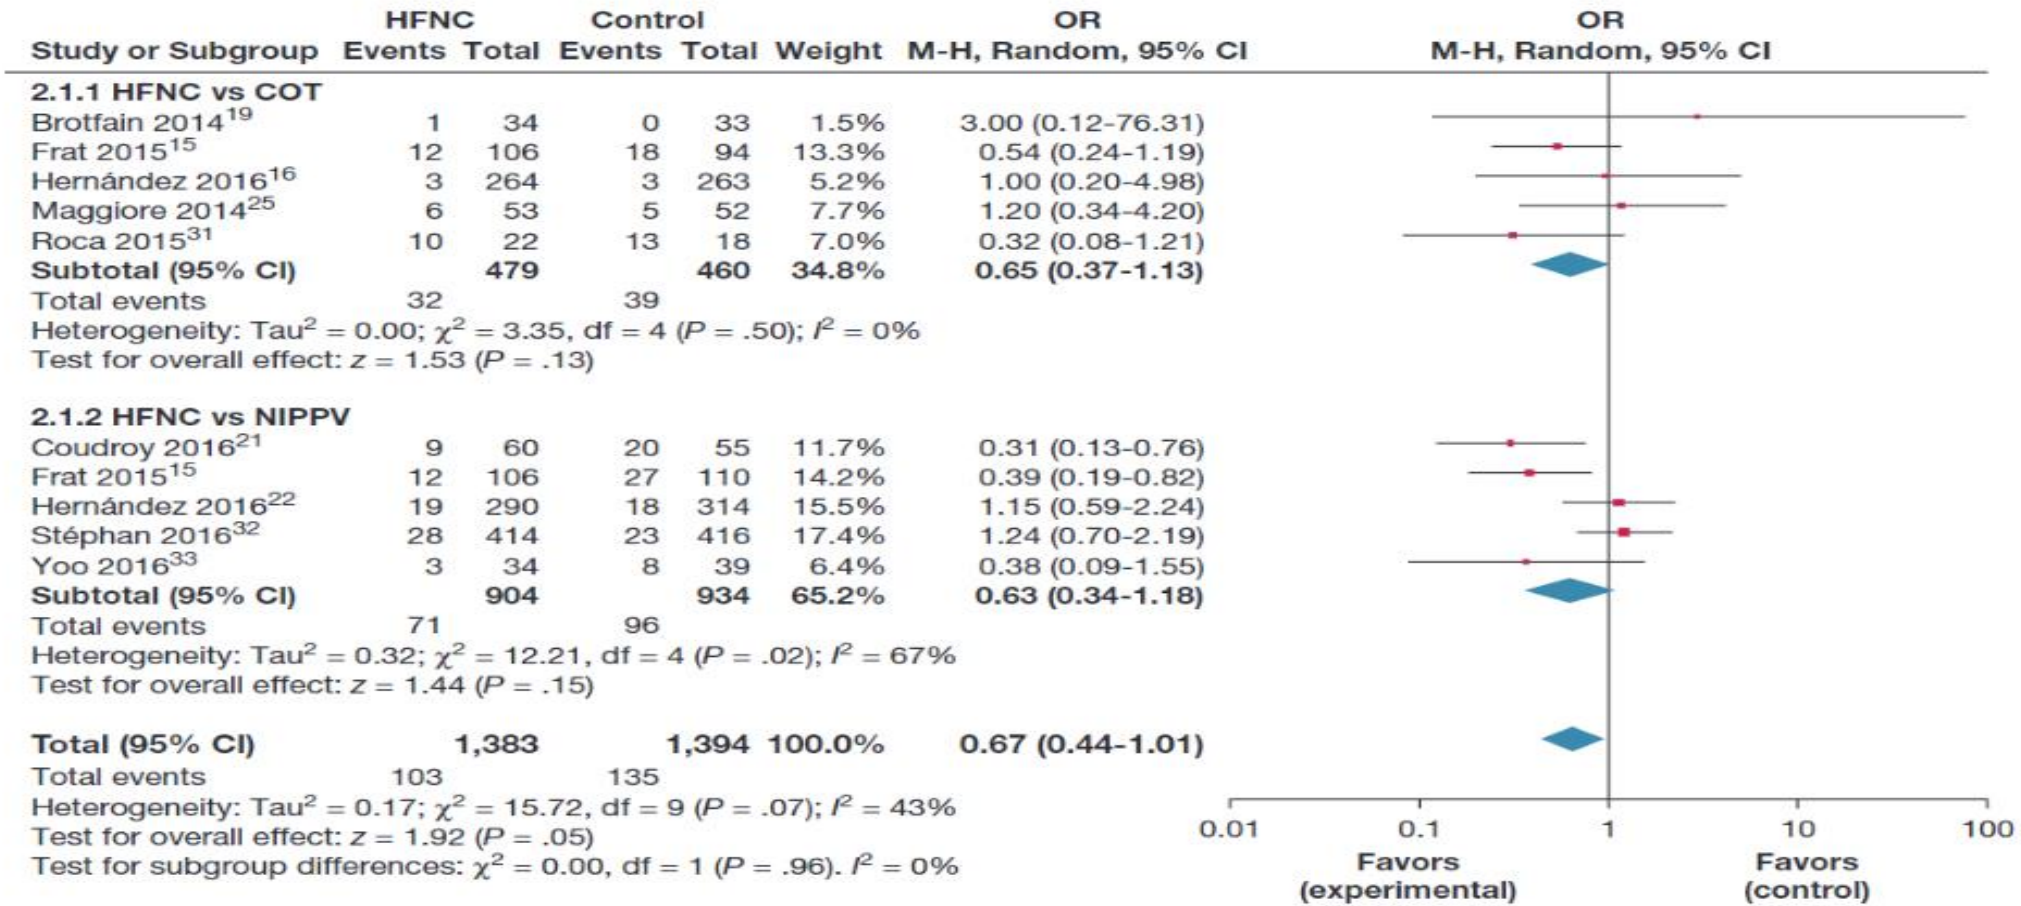 HFNC Control OR OR
Study or Subgroup Events Total Events Total Weight M-H, Random, 95% CI M-H, Random, 95% CI
2.1.1 HFNC vs COT
Brotfain 2014¹⁹ 1 34 0 33 1.5% 3.00 (0.12-76.31)
Frat 2015¹⁵ 12 106 18 94 13.3% 0.54 (0.24-1.19)
Hernández 2016¹⁶ 3 264 3 263 5.2% 1.00 (0.20-4.98)
Maggiore 2014²⁵ 6 53 5 52 7.7% 1.20 (0.34-4.20)
Roca 2015³¹ 10 22 13 18 7.0% 0.32 (0.08-1.21)
Subtotal (95% CI) 479 460 34.8% 0.65 (0.37-1.13)
Total events 32 39
Heterogeneity: Tau² = 0.00; χ² = 3.35, df = 4 (P = .50); I² = 0%
Test for overall effect: z = 1.53 (P = .13)
2.1.2 HFNC vs NIPPV
Coudroy 2016²¹ 9 60 20 55 11.7% 0.31 (0.13-0.76)
Frat 2015¹⁵ 12 106 27 110 14.2% 0.39 (0.19-0.82)
Hernández 2016²² 19 290 18 314 15.5% 1.15 (0.59-2.24)
Stéphan 2016³² 28 414 23 416 17.4% 1.24 (0.70-2.19)
Yoo 2016³³ 3 34 8 39 6.4% 0.38 (0.09-1.55)
Subtotal (95% CI) 904 934 65.2% 0.63 (0.34-1.18)
Total events 71 96
Heterogeneity: Tau² = 0.32; χ² = 12.21, df = 4 (P = .02); I² = 67%
Test for overall effect: z = 1.44 (P = .15)
Total (95% CI) 1,383 1,394 100.0% 0.67 (0.44-1.01)
Total events 103 135
Heterogeneity: Tau² = 0.17; χ² = 15.72, df = 9 (P = .07); I² = 43%
Test for overall effect: z = 1.92 (P = .05)
Test for subgroup differences: χ² = 0.00, df = 1 (P = .96). I² = 0%
0.01 0.1 1 10 100
Favors Favors
(experimental) (control)